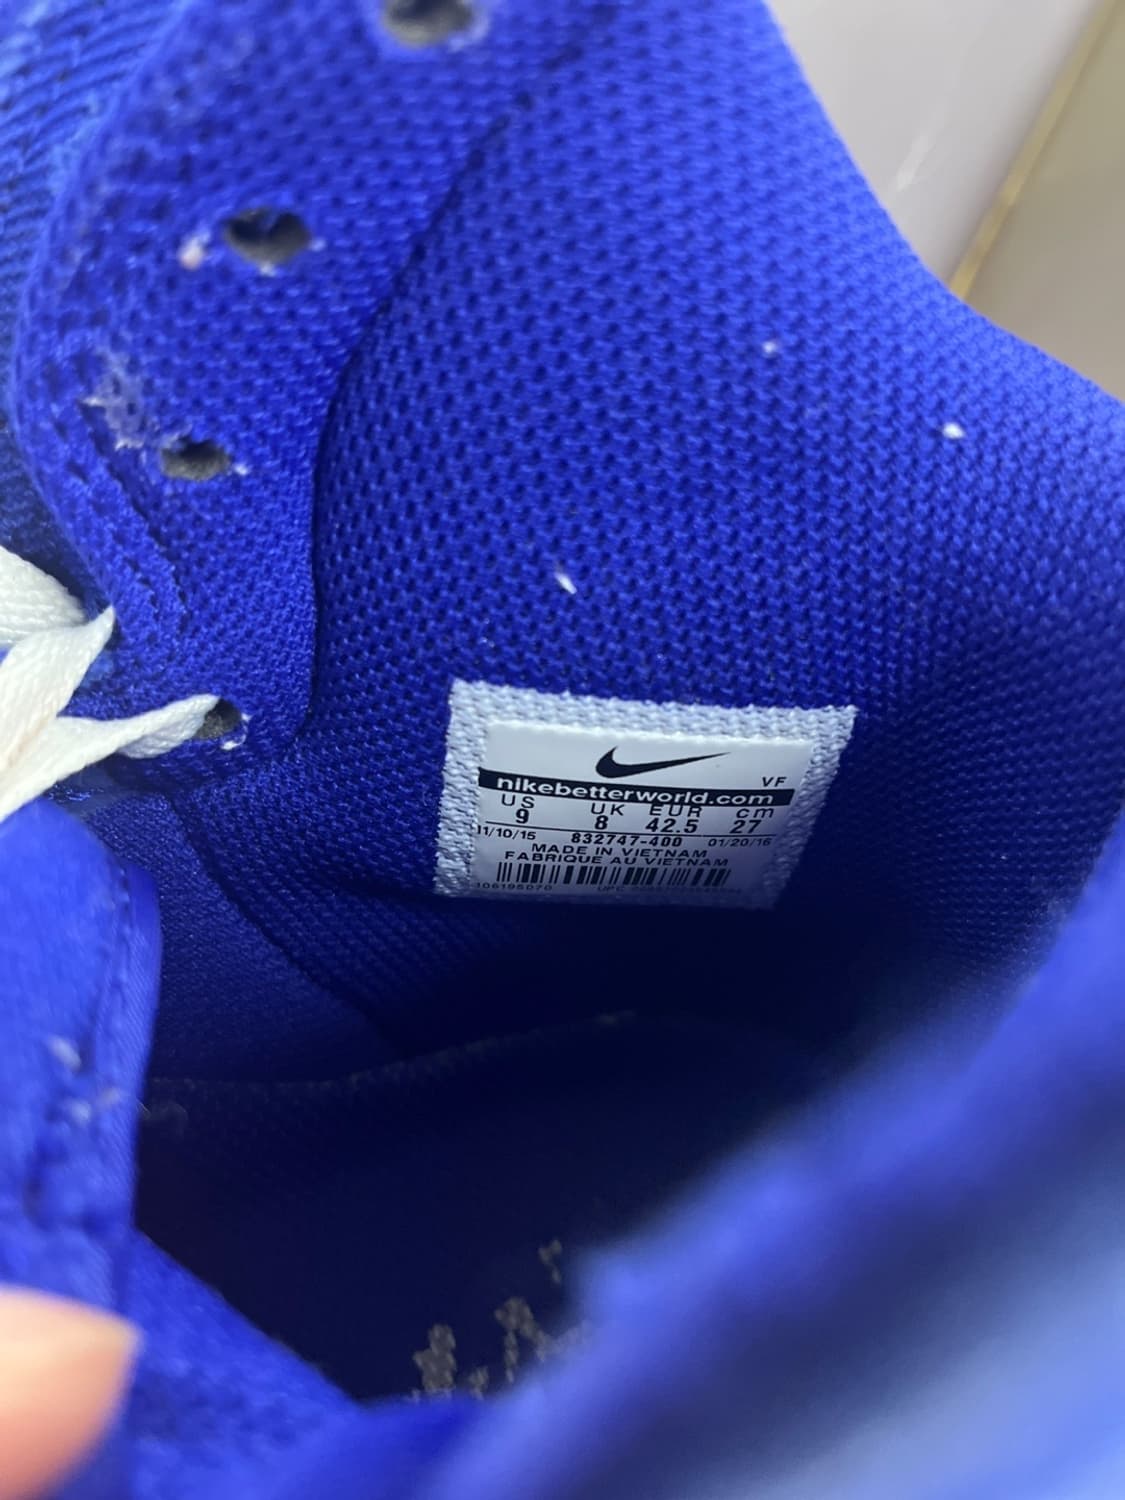 VF
nikebetterworld.com
US UK EUR cm
9 8 42.5 27
11/10/15 832747-400 01/20/16
MADE IN VIETNAM
FABRIQUE AU VIETNAM
UPC